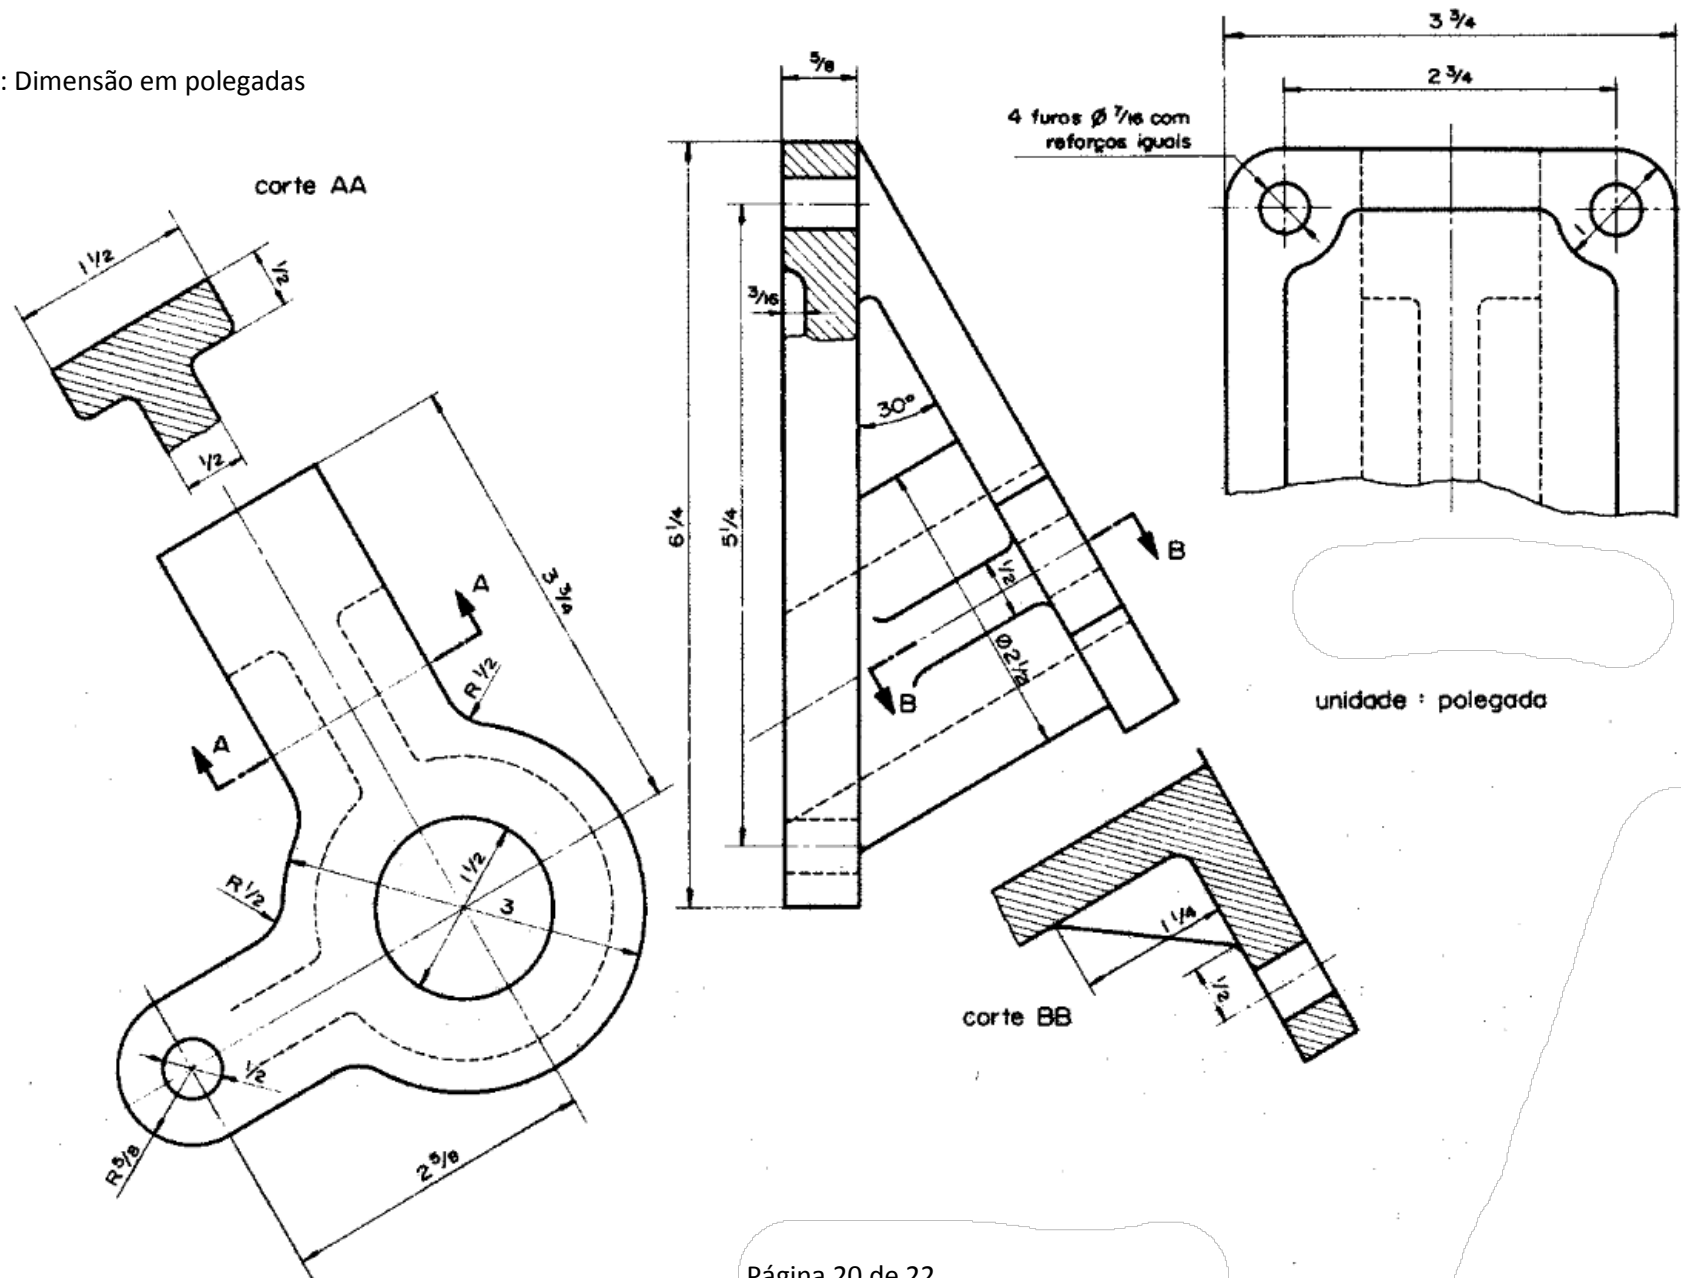 : Dimensão em polegadas
corte AA
1 1/2
1/2
1/2
3 3/4
A
A
R 1/2
R 1/2
1 1/2
3
1/2
R 5/8
2 5/8
5/8
3/16
30°
6 1/4
5 1/4
1/2
Ø2 1/2
B
B
3 3/4
2 3/4
4 furos Ø 7/16 com
reforços iguais
1
unidade : polegada
1 1/4
1/2
corte BB
Página 20 de 22